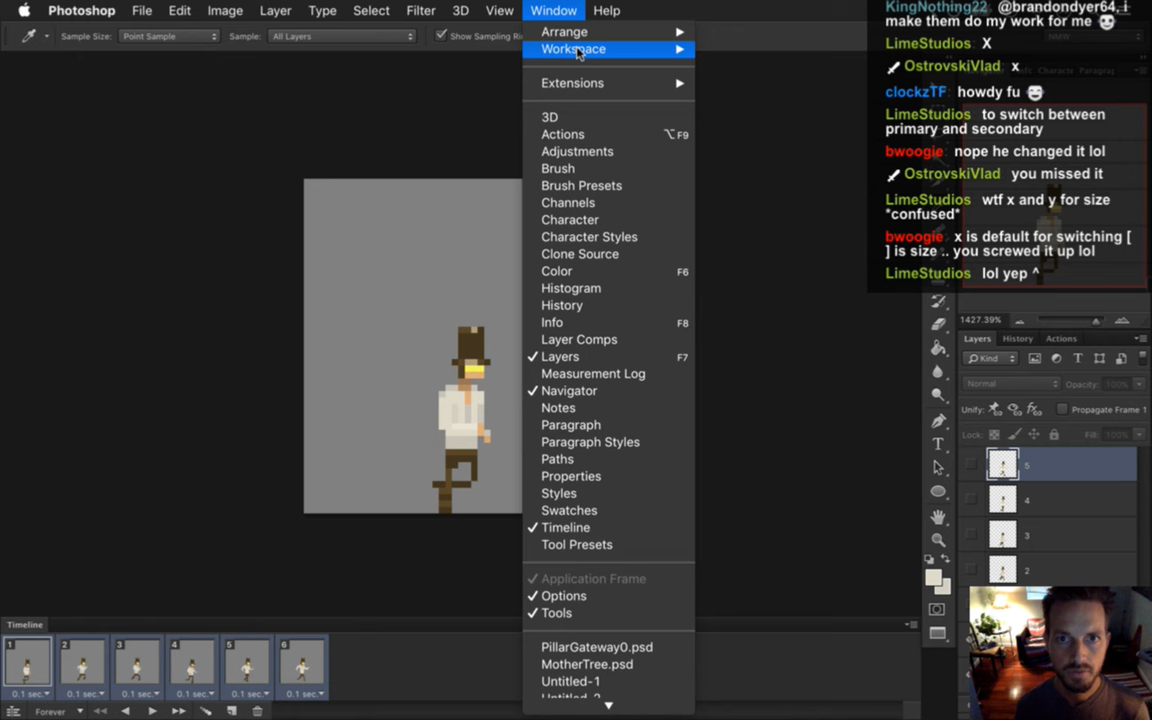 Photoshop File Edit Image Layer Type Select Filter 3D View Window Help
Sample Size: Point Sample Sample: All Layers Show Sampling Ri
Arrange
Workspace
Extensions
3D
Actions ⌥F9
Adjustments
Brush
Brush Presets
Channels
Character
Character Styles
Clone Source
Color F6
Histogram
History
Info F8
Layer Comps
✓ Layers F7
Measurement Log
✓ Navigator
Notes
Paragraph
Paragraph Styles
Paths
Properties
Styles
Swatches
✓ Timeline
Tool Presets
✓ Application Frame
✓ Options
✓ Tools
PillarGateway0.psd
MotherTree.psd
Untitled-1
Untitled-2
KingNothing22 @brandondyer64, i
make them do my work for me
LimeStudios X
OstrovskiVlad x
clockzTF howdy fu
LimeStudios to switch between
primary and secondary
bwoogie nope he changed it lol
OstrovskiVlad you missed it
LimeStudios wtf x and y for size
*confused*
bwoogie x is default for switching [
] is size .. you screwed it up lol
LimeStudios lol yep ^
1427.39%
Layers History Actions
Kind
Normal Opacity: 100%
Unify: Propagate Frame 1
Lock: Fill: 100%
5
4
3
2
Timeline
1 2 3 4 5 6
0.1 sec. 0.1 sec. 0.1 sec. 0.1 sec. 0.1 sec. 0.1 sec.
Forever